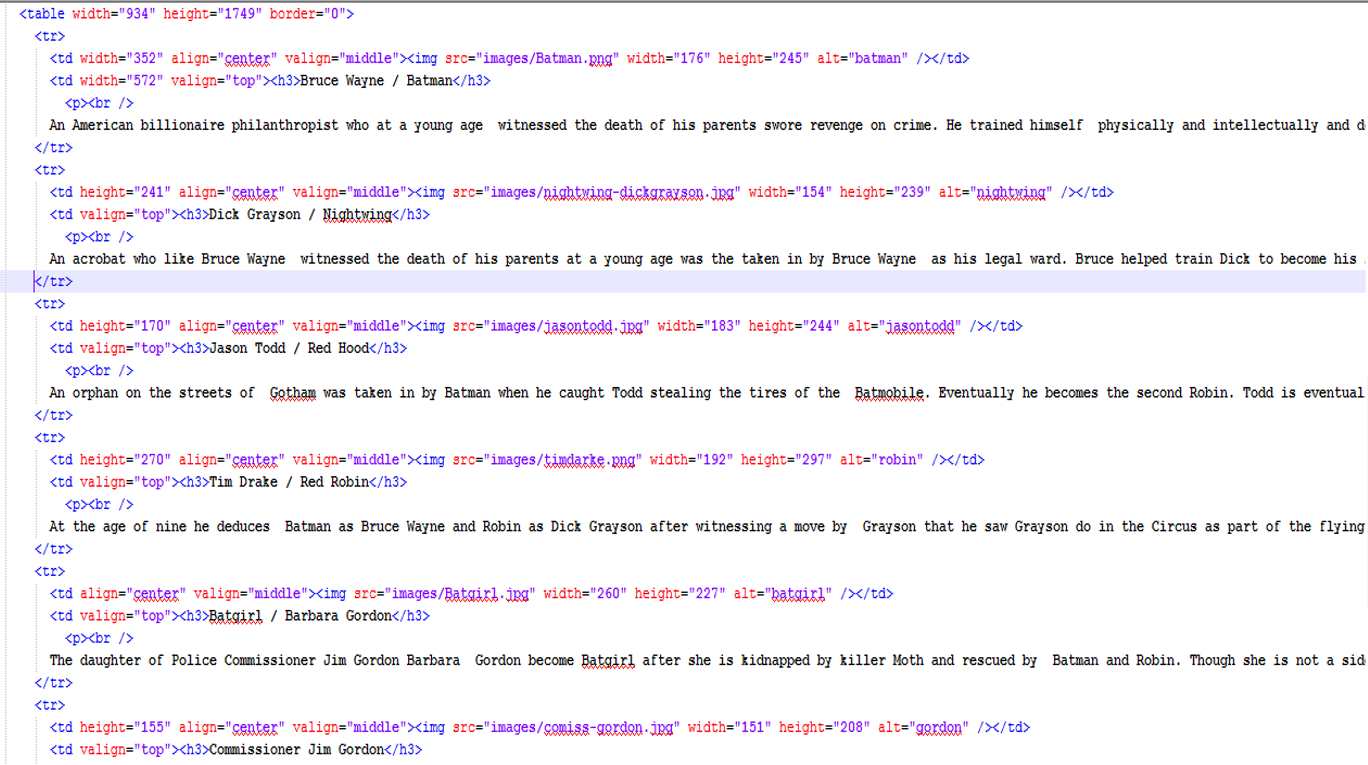 <table width="934" height="1749" border="0">
<tr>
<td width="352" align="center" valign="middle"><img src="images/Batman.png" width="176" height="245" alt="batman" /></td>
<td width="572" valign="top"><h3>Bruce Wayne / Batman</h3>
<p><br />
An American billionaire philanthropist who at a young age  witnessed the death of his parents swore revenge on crime. He trained himself  physically and intellectually and d
</tr>
<tr>
<td height="241" align="center" valign="middle"><img src="images/nightwing-dickgrayson.jpg" width="154" height="239" alt="nightwing" /></td>
<td valign="top"><h3>Dick Grayson / Nightwing</h3>
<p><br />
An acrobat who like Bruce Wayne  witnessed the death of his parents at a young age was the taken in by Bruce Wayne  as his legal ward. Bruce helped train Dick to become his
</tr>
<tr>
<td height="170" align="center" valign="middle"><img src="images/jasontodd.jpg" width="183" height="244" alt="jasontodd" /></td>
<td valign="top"><h3>Jason Todd / Red Hood</h3>
<p><br />
An orphan on the streets of  Gotham was taken in by Batman when he caught Todd stealing the tires of the  Batmobile. Eventually he becomes the second Robin. Todd is eventual
</tr>
<tr>
<td height="270" align="center" valign="middle"><img src="images/timdarke.png" width="192" height="297" alt="robin" /></td>
<td valign="top"><h3>Tim Drake / Red Robin</h3>
<p><br />
At the age of nine he deduces  Batman as Bruce Wayne and Robin as Dick Grayson after witnessing a move by  Grayson that he saw Grayson do in the Circus as part of the flying
</tr>
<tr>
<td align="center" valign="middle"><img src="images/Batgirl.jpg" width="260" height="227" alt="batgirl" /></td>
<td valign="top"><h3>Batgirl / Barbara Gordon</h3>
<p><br />
The daughter of Police Commissioner Jim Gordon Barbara  Gordon become Batgirl after she is kidnapped by killer Moth and rescued by  Batman and Robin. Though she is not a sid
</tr>
<tr>
<td height="155" align="center" valign="middle"><img src="images/comiss-gordon.jpg" width="151" height="208" alt="gordon" /></td>
<td valign="top"><h3>Commissioner Jim Gordon</h3>